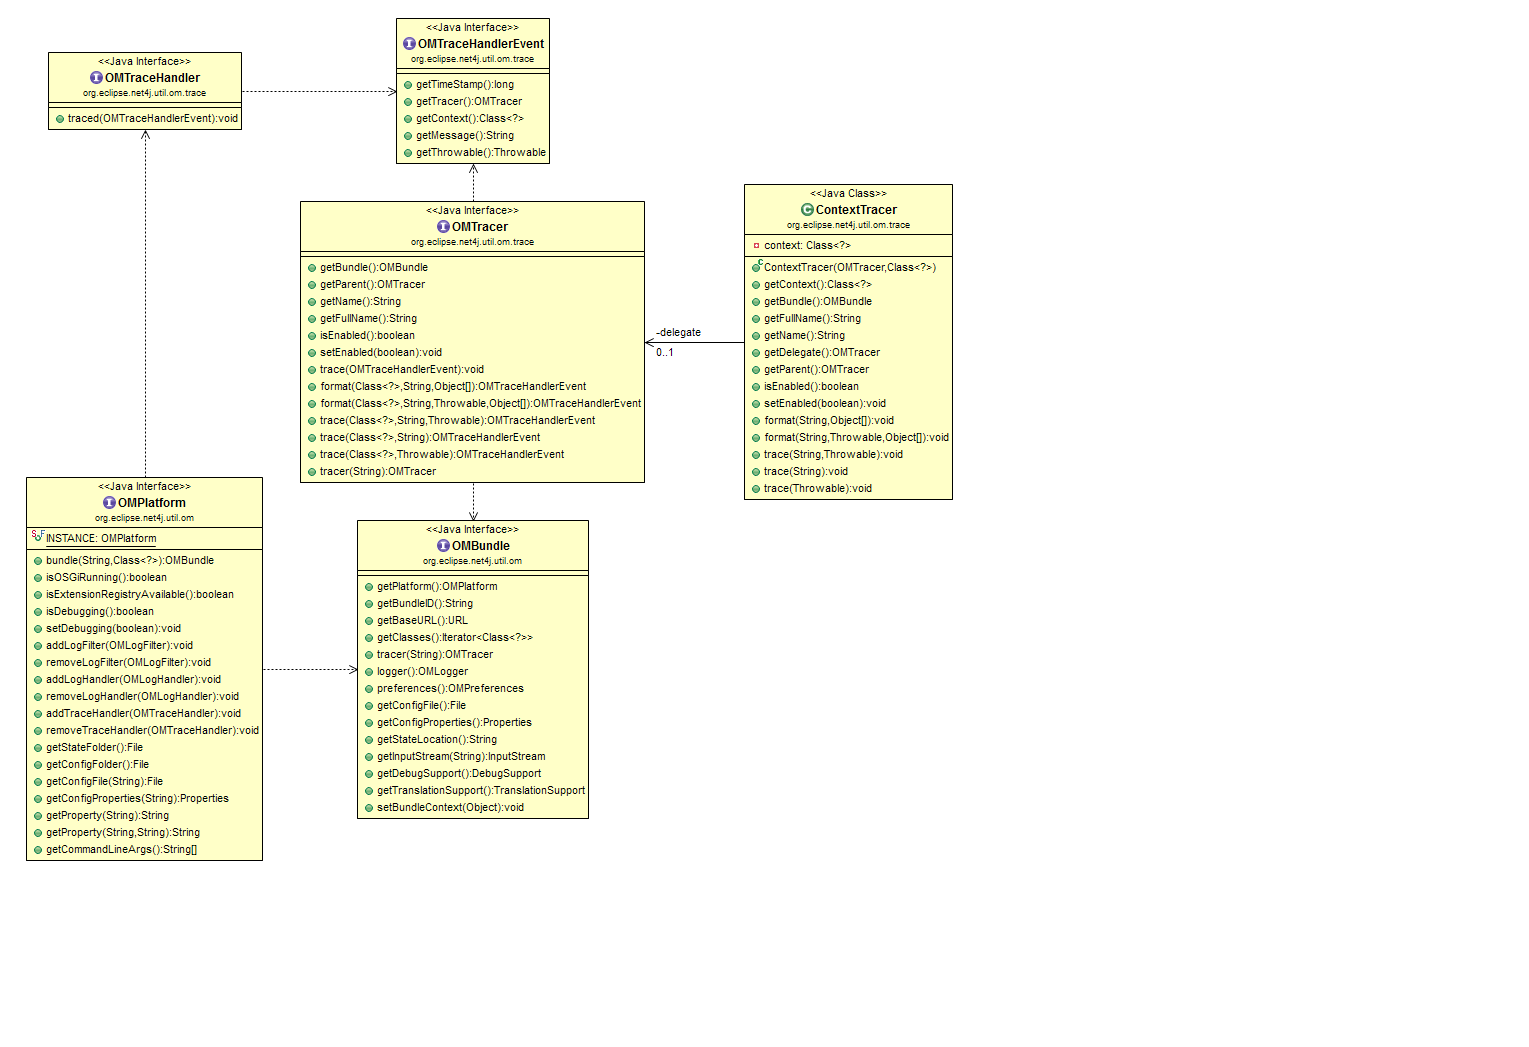 <<Java Interface>>
OMTraceHandler
org.eclipse.net4j.util.om.trace
traced(OMTraceHandlerEvent):void
<<Java Interface>>
OMTraceHandlerEvent
org.eclipse.net4j.util.om.trace
getTimeStamp():long
getTracer():OMTracer
getContext():Class<?>
getMessage():String
getThrowable():Throwable
<<Java Interface>>
OMTracer
org.eclipse.net4j.util.om.trace
getBundle():OMBundle
getParent():OMTracer
getName():String
getFullName():String
isEnabled():boolean
setEnabled(boolean):void
trace(OMTraceHandlerEvent):void
format(Class<?>,String,Object[]):OMTraceHandlerEvent
format(Class<?>,String,Throwable,Object[]):OMTraceHandlerEvent
trace(Class<?>,String,Throwable):OMTraceHandlerEvent
trace(Class<?>,String):OMTraceHandlerEvent
trace(Class<?>,Throwable):OMTraceHandlerEvent
tracer(String):OMTracer
-delegate
0..1
<<Java Class>>
ContextTracer
org.eclipse.net4j.util.om.trace
context: Class<?>
ContextTracer(OMTracer,Class<?>)
getContext():Class<?>
getBundle():OMBundle
getFullName():String
getName():String
getDelegate():OMTracer
getParent():OMTracer
isEnabled():boolean
setEnabled(boolean):void
format(String,Object[]):void
format(String,Throwable,Object[]):void
trace(String,Throwable):void
trace(String):void
trace(Throwable):void
<<Java Interface>>
OMPlatform
org.eclipse.net4j.util.om
INSTANCE: OMPlatform
bundle(String,Class<?>):OMBundle
isOSGiRunning():boolean
isExtensionRegistryAvailable():boolean
isDebugging():boolean
setDebugging(boolean):void
addLogFilter(OMLogFilter):void
removeLogFilter(OMLogFilter):void
addLogHandler(OMLogHandler):void
removeLogHandler(OMLogHandler):void
addTraceHandler(OMTraceHandler):void
removeTraceHandler(OMTraceHandler):void
getStateFolder():File
getConfigFolder():File
getConfigFile(String):File
getConfigProperties(String):Properties
getProperty(String):String
getProperty(String,String):String
getCommandLineArgs():String[]
<<Java Interface>>
OMBundle
org.eclipse.net4j.util.om
getPlatform():OMPlatform
getBundleID():String
getBaseURL():URL
getClasses():Iterator<Class<?>>
tracer(String):OMTracer
logger():OMLogger
preferences():OMPreferences
getConfigFile():File
getConfigProperties():Properties
getStateLocation():String
getInputStream(String):InputStream
getDebugSupport():DebugSupport
getTranslationSupport():TranslationSupport
setBundleContext(Object):void